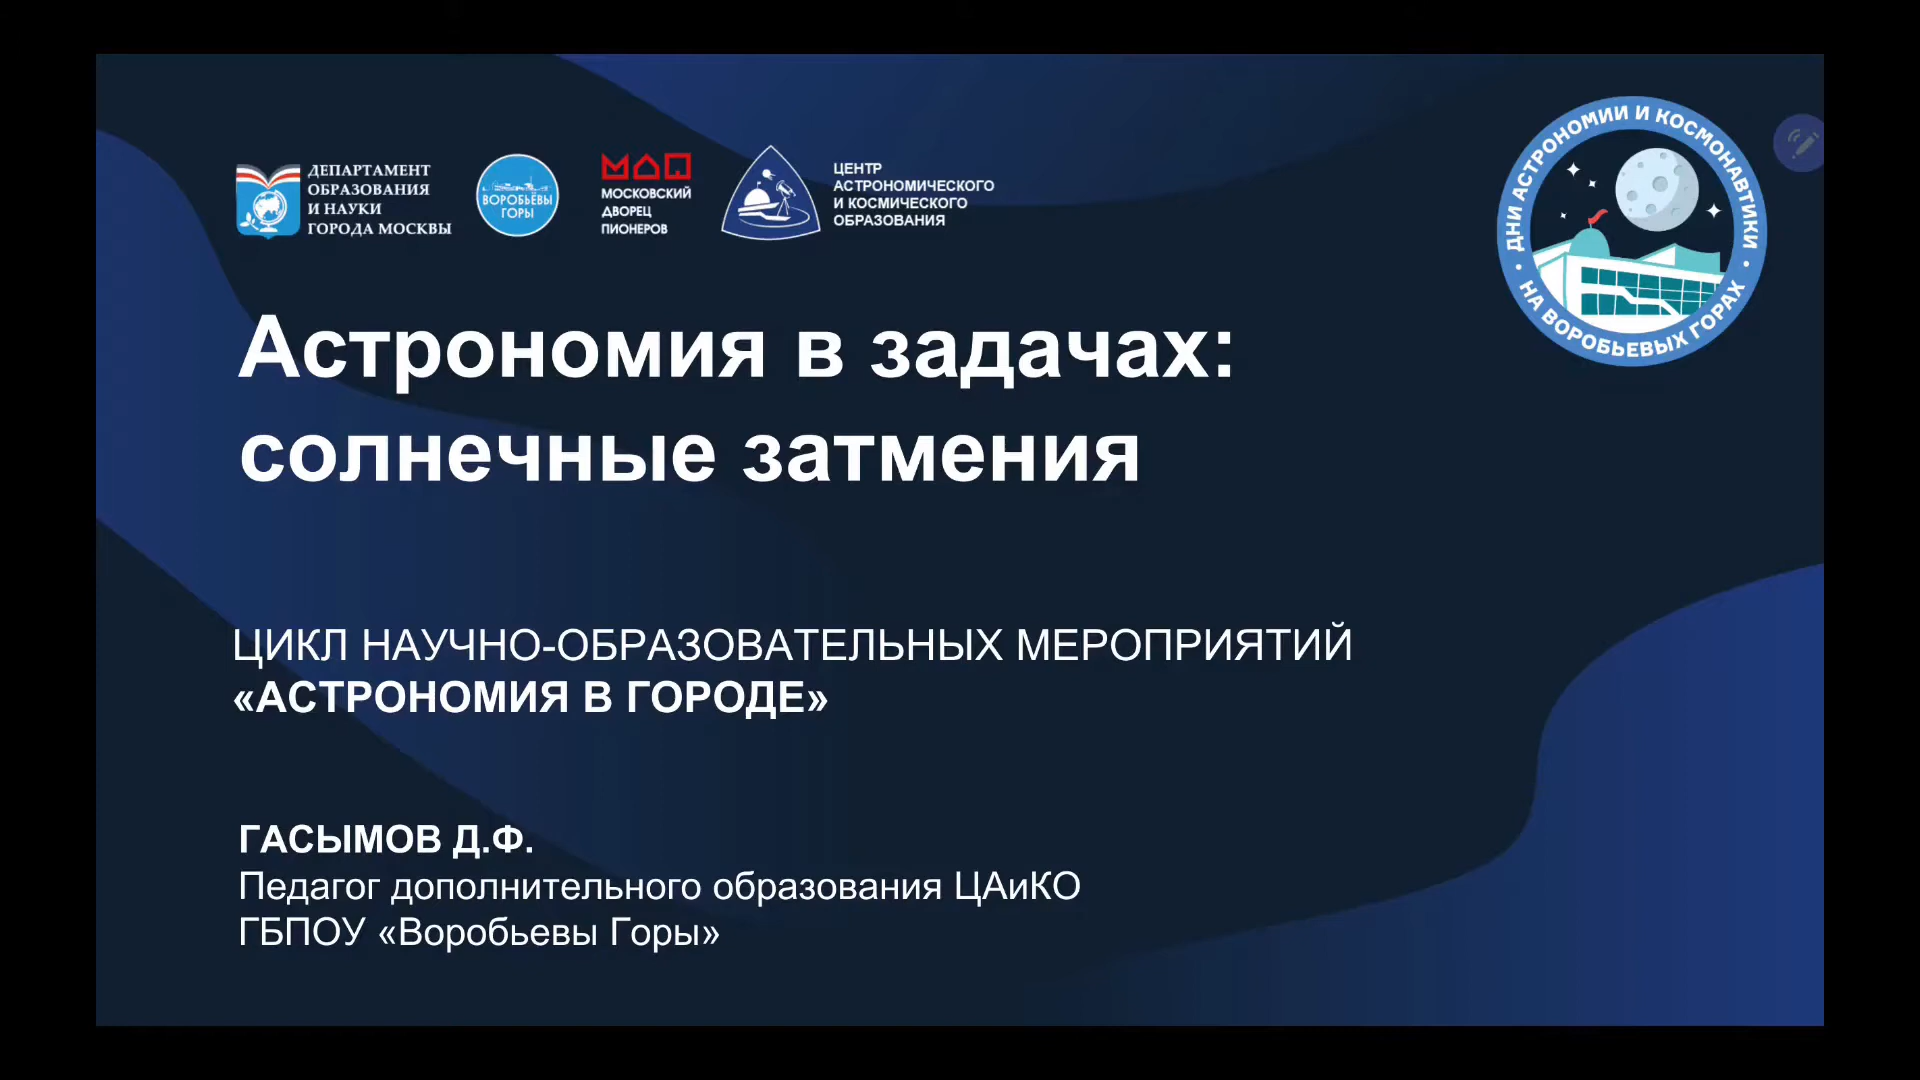 ДЕПАРТАМЕНТ
ОБРАЗОВАНИЯ
И НАУКИ
ГОРОДА МОСКВЫ
ВОРОБЬЁВЫ
ГОРЫ
МДП
МОСКОВСКИЙ
ДВОРЕЦ
ПИОНЕРОВ
ЦЕНТР
АСТРОНОМИЧЕСКОГО
И КОСМИЧЕСКОГО
ОБРАЗОВАНИЯ
ДНИ АСТРОНОМИИ И КОСМОНАВТИКИ
НА ВОРОБЬЕВЫХ ГОРАХ
Астрономия в задачах:
солнечные затмения
ЦИКЛ НАУЧНО-ОБРАЗОВАТЕЛЬНЫХ МЕРОПРИЯТИЙ
«АСТРОНОМИЯ В ГОРОДЕ»
ГАСЫМОВ Д.Ф.
Педагог дополнительного образования ЦАиКО
ГБПОУ «Воробьевы Горы»